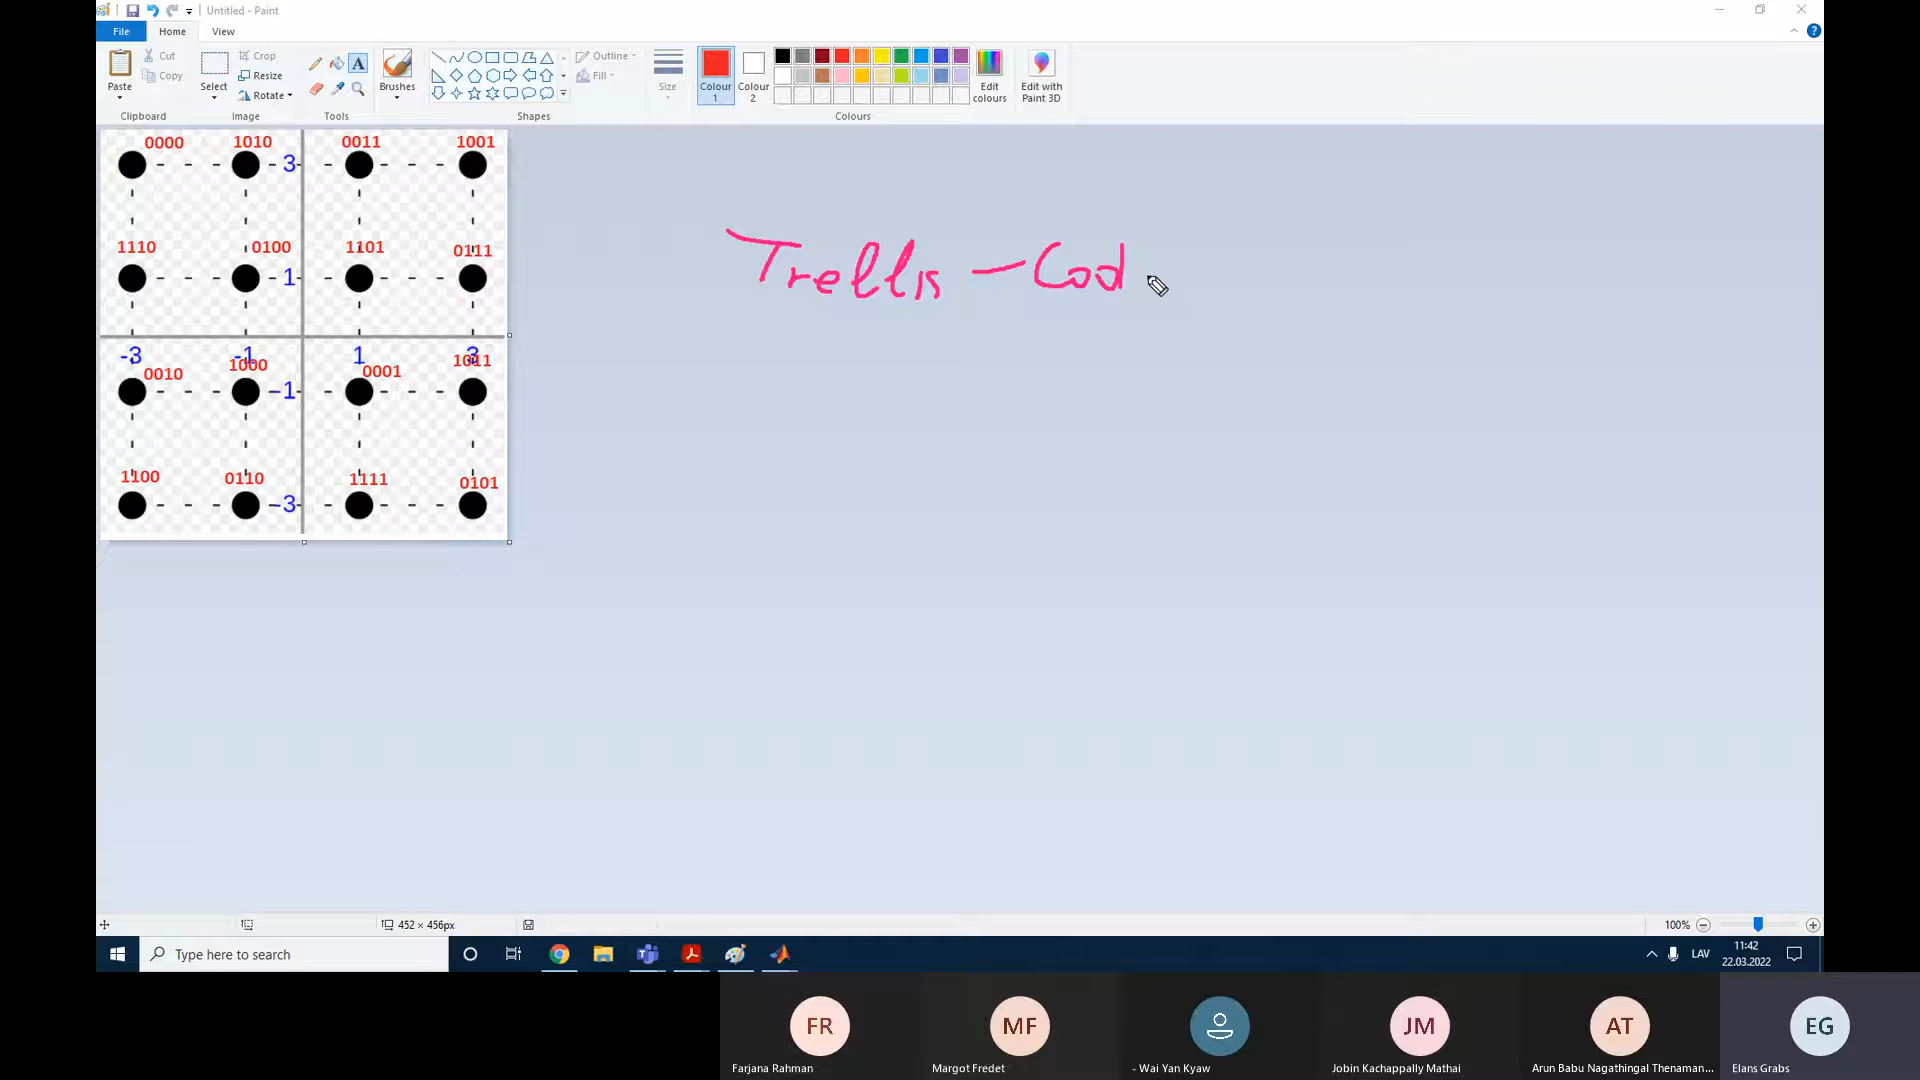 Untitled - Paint
File Home View
Paste Cut Copy Select Crop Resize Rotate Brushes Outline Fill Size Colour 1 Colour 2 Edit colours Edit with Paint 3D
Clipboard Image Tools Shapes Colours
0000 1010 0011 1001
3
1110 0100 1101 0111
1
-3 -1 1 3
0010 1000 0001 1011
-1
1100 0110 1111 0101
-3
Trellis - Cod
452 × 456px 100%
Type here to search LAV 11:42
22.03.2022
FR MF JM AT EG
Farjana Rahman Margot Fredet - Wai Yan Kyaw Jobin Kachappally Mathai Arun Babu Nagathingal Thenaman... Elans Grabs